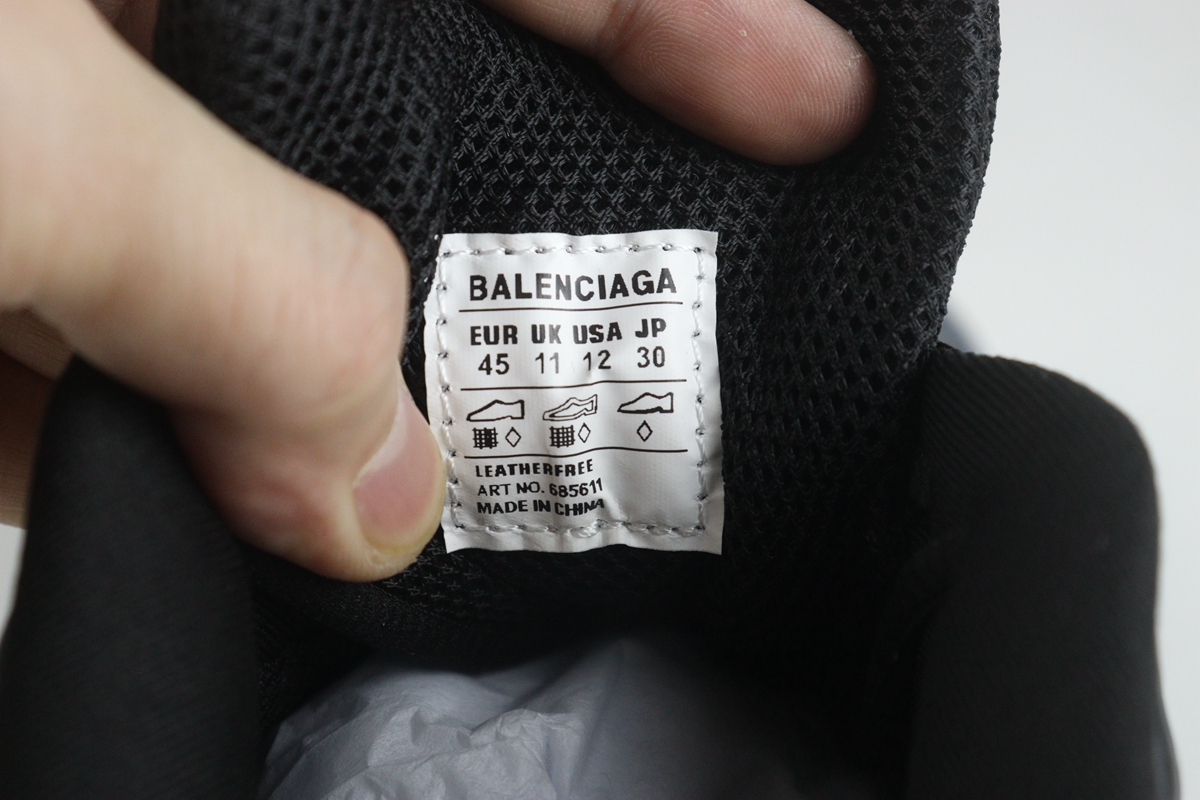 BALENCIAGA
EUR UK USA JP
45 11 12 30
LEATHERFREE
ART NO. 685611
MADE IN CHINA